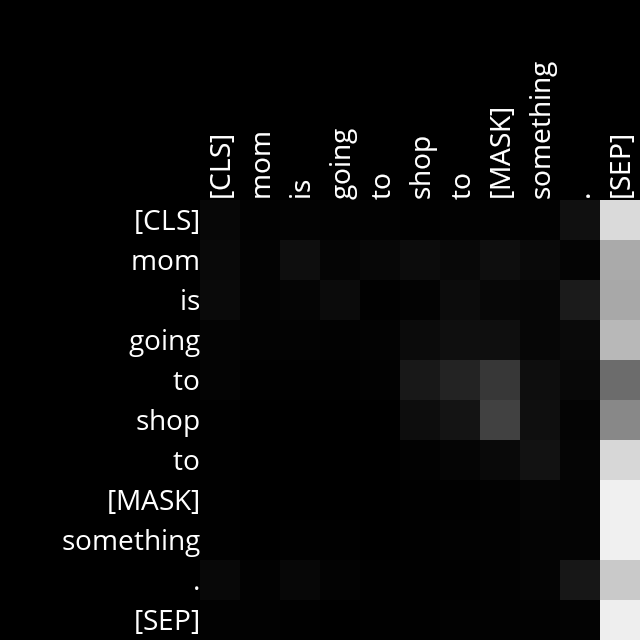 [CLS]
mom
is
going
to
shop
to
[MASK]
something
.
[SEP]
[CLS]
mom
is
going
to
shop
to
[MASK]
something
.
[SEP]